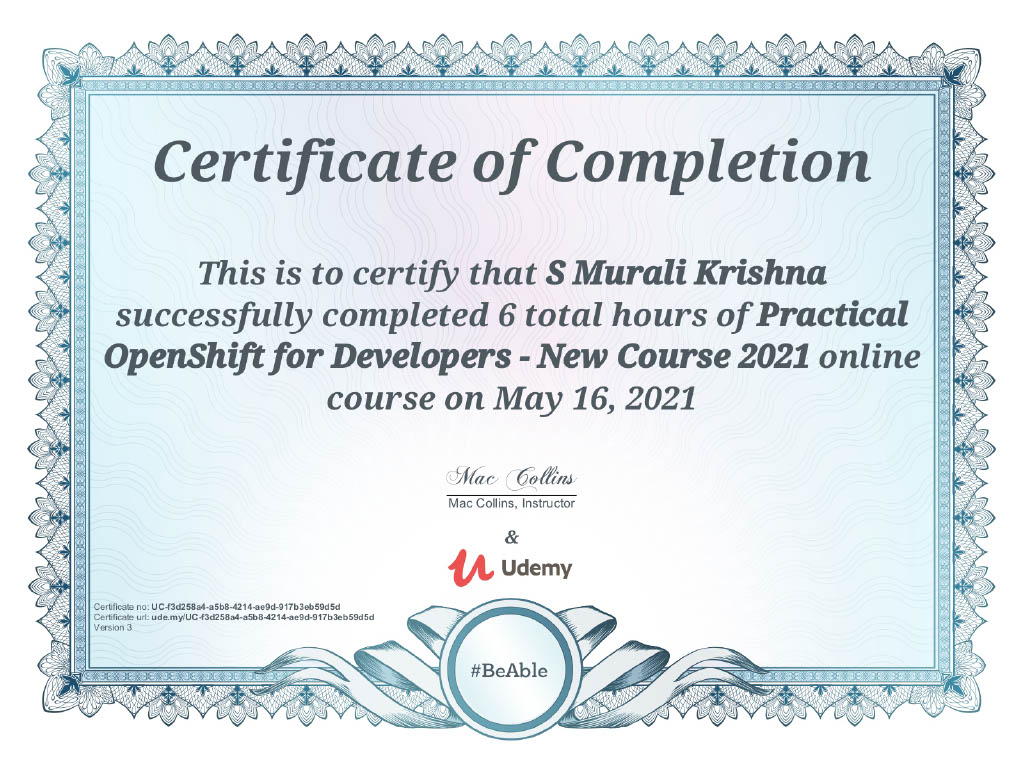 Certificate of Completion
This is to certify that S Murali Krishna
successfully completed 6 total hours of Practical
OpenShift for Developers - New Course 2021 online
course on May 16, 2021
Mac Collins
Mac Collins, Instructor
&
Udemy
Certificate no: UC-f3d258a4-a5b8-4214-ae9d-917b3eb59d5d
Certificate url: ude.my/UC-f3d258a4-a5b8-4214-ae9d-917b3eb59d5d
Version 3
#BeAble